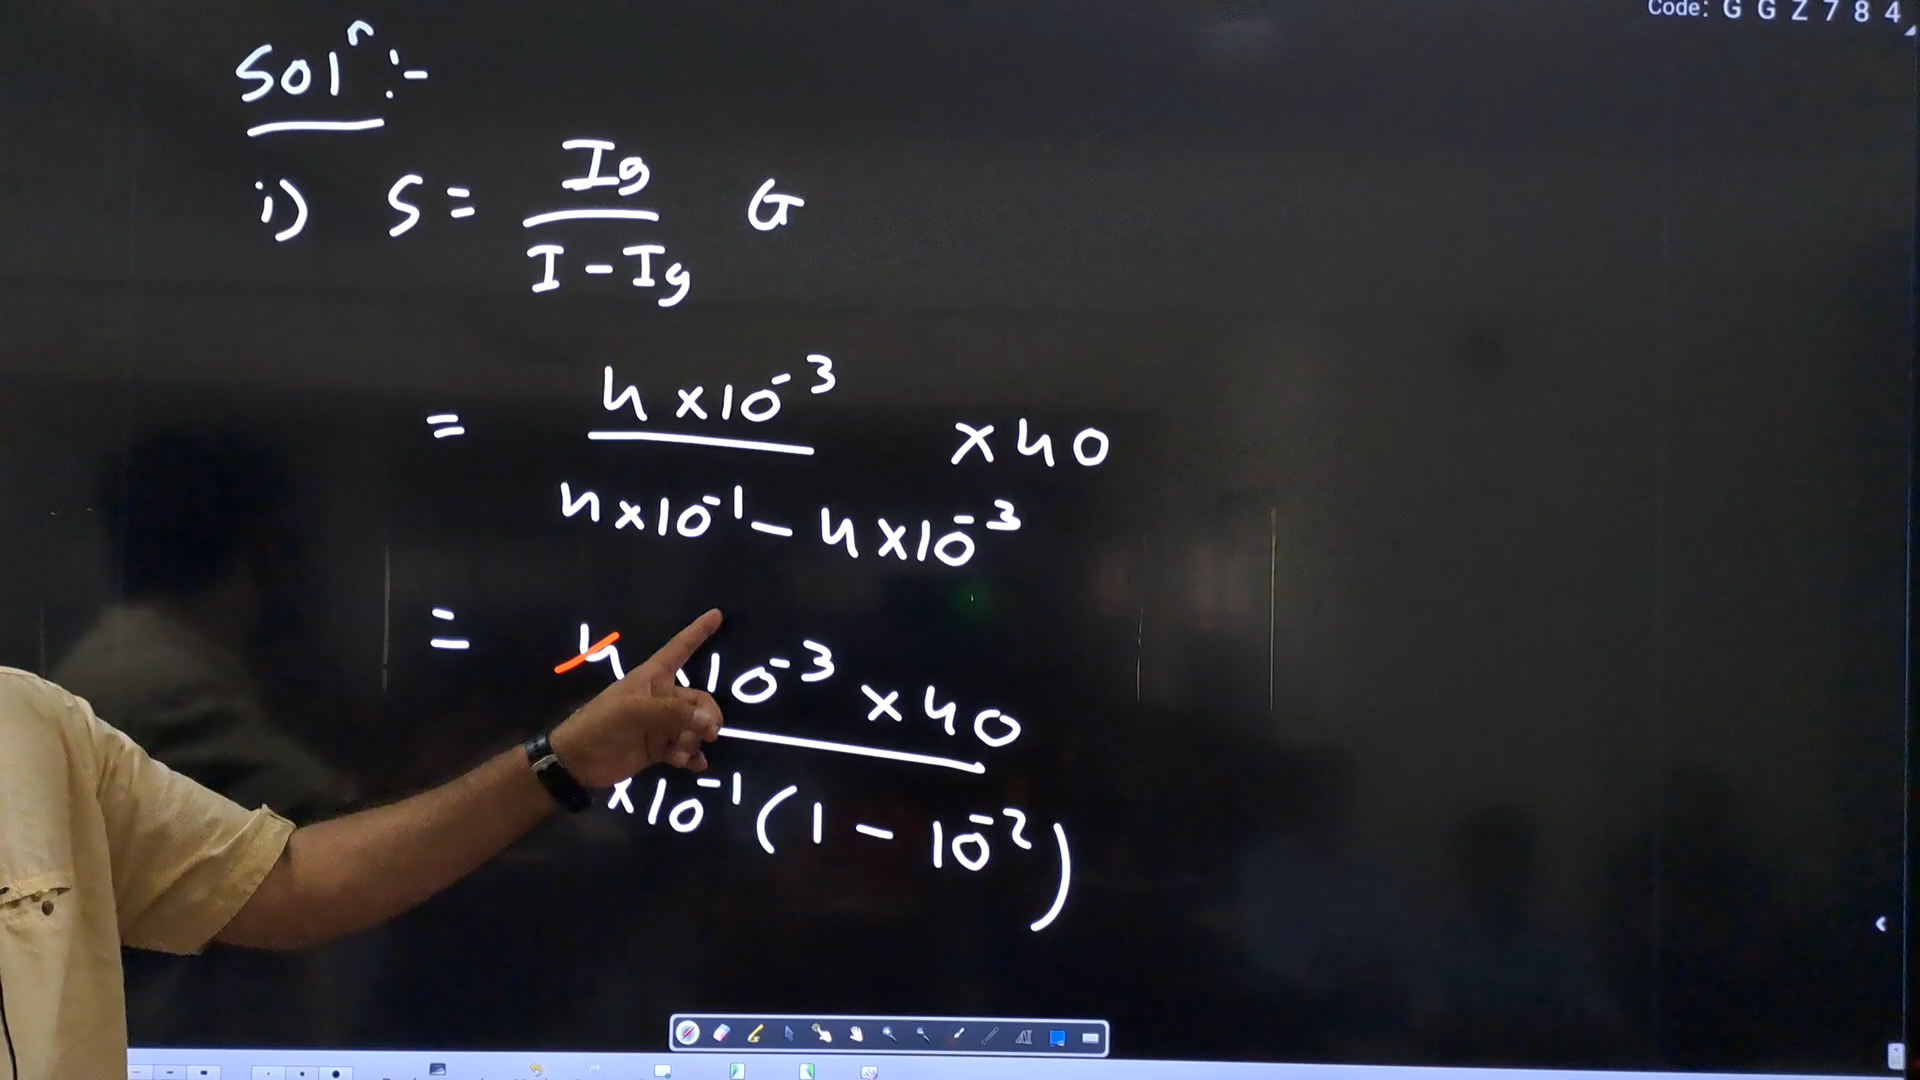 Code: G G Z 7 8 4
Solⁿ :-
i) S = Ig / I - Ig G
= 4 x 10⁻³ / 4 x 10⁻¹ - 4 x 10⁻³ x 40
= 4 x 10⁻³ x 40 / x 10⁻¹ (1 - 10⁻²)